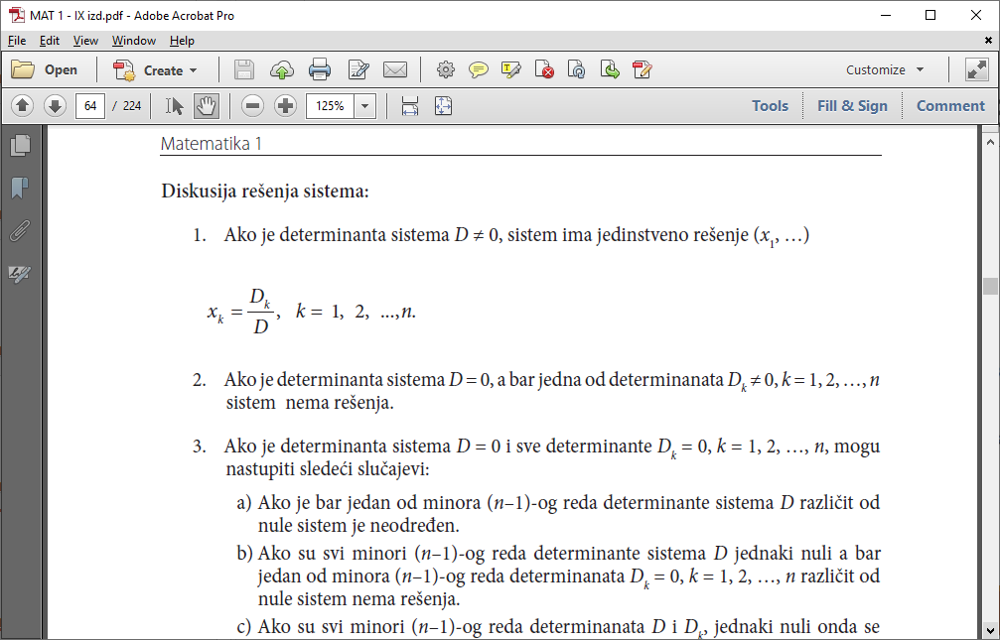 MAT 1 - IX izd.pdf - Adobe Acrobat Pro
File Edit View Window Help
Open Create Customize
64 / 224 125% Tools Fill & Sign Comment
Matematika 1
Diskusija rešenja sistema:
1. Ako je determinanta sistema D ≠ 0, sistem ima jedinstveno rešenje (x₁, …)
xₖ = Dₖ/D, k = 1, 2, ...,n.
2. Ako je determinanta sistema D = 0, a bar jedna od determinanata Dₖ ≠ 0, k = 1, 2, …, n
sistem nema rešenja.
3. Ako je determinanta sistema D = 0 i sve determinante Dₖ = 0, k = 1, 2, …, n, mogu
nastupiti sledeći slučajevi:
a) Ako je bar jedan od minora (n–1)-og reda determinante sistema D različit od
nule sistem je neodređen.
b) Ako su svi minori (n–1)-og reda determinante sistema D jednaki nuli a bar
jedan od minora (n–1)-og reda determinanata Dₖ = 0, k = 1, 2, …, n različit od
nule sistem nema rešenja.
c) Ako su svi minori (n–1)-og reda determinanata D i Dₖ, jednaki nuli onda se